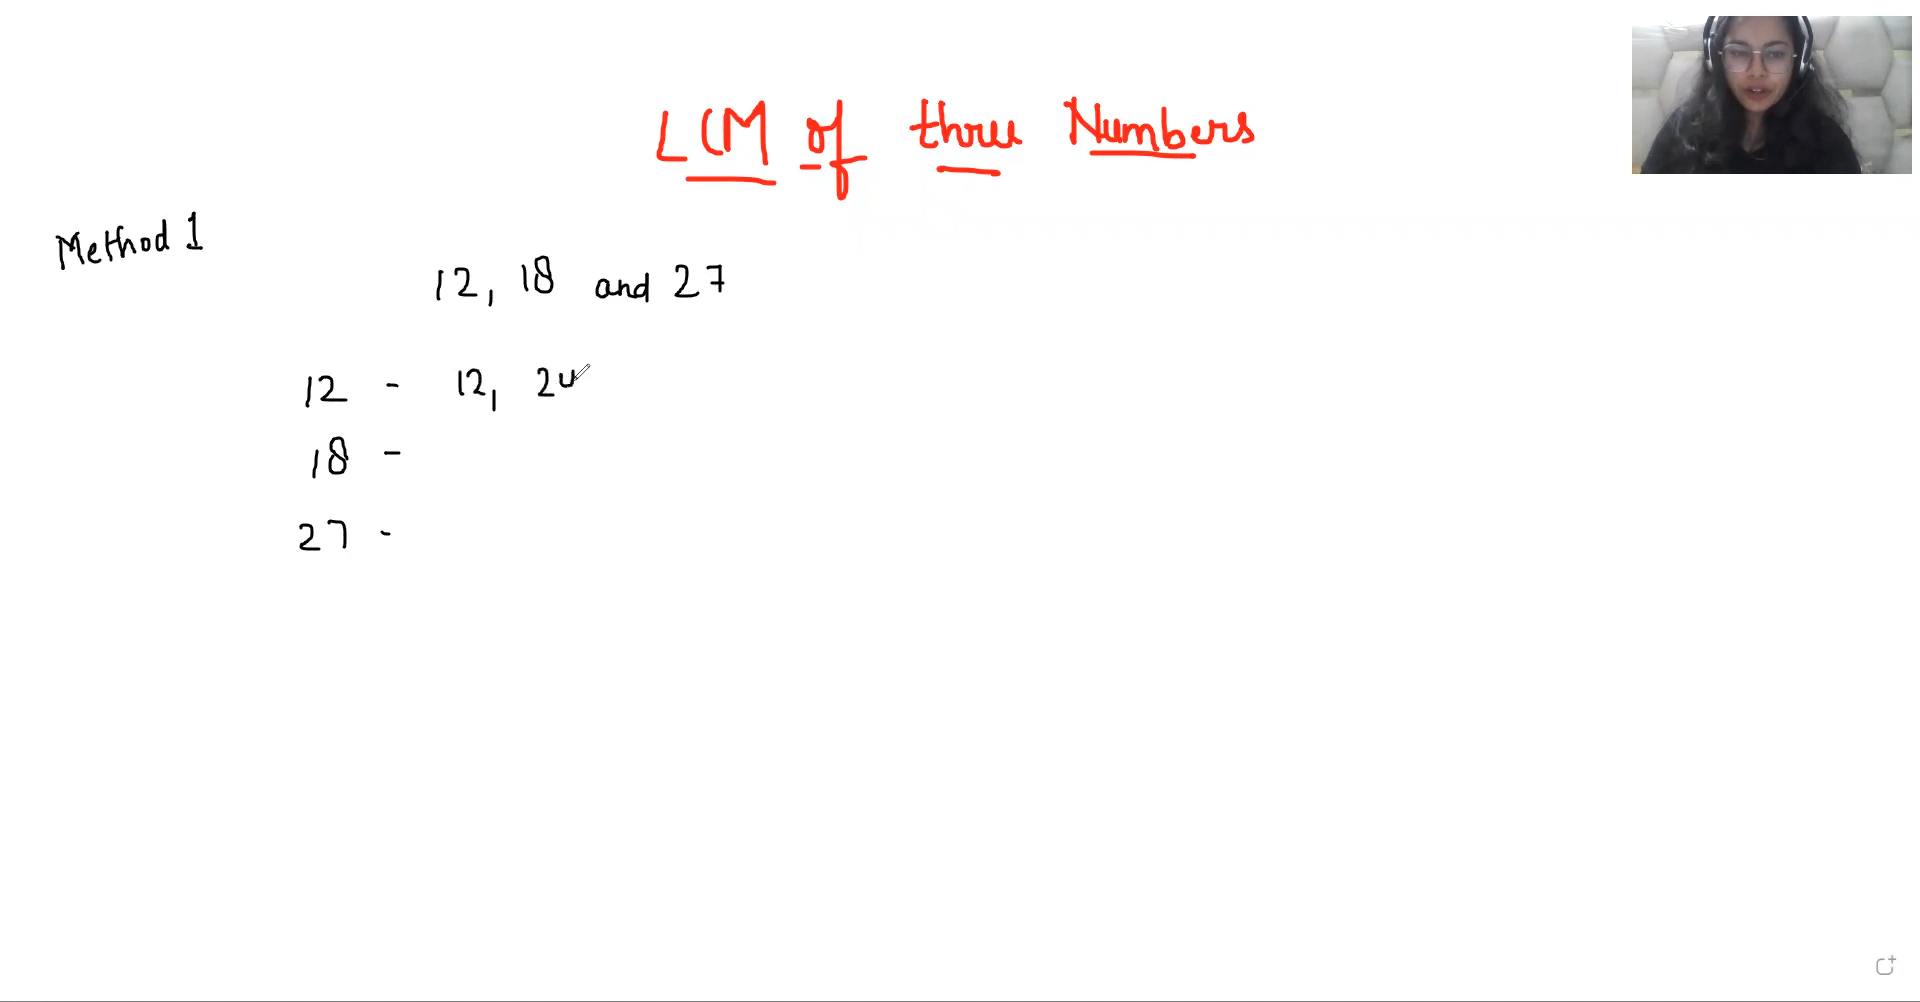 LCM of three Numbers
Method 1
12, 18 and 27
12 - 12, 24
18 -
27 -